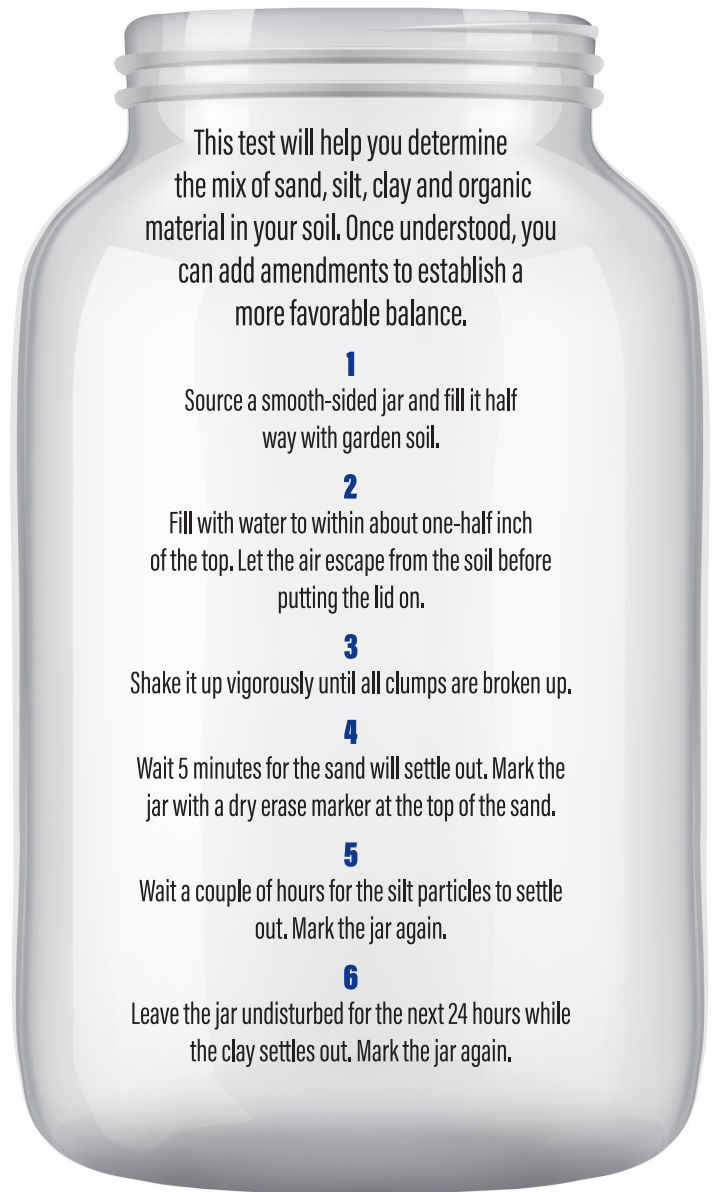 This test will help you determine
the mix of sand, silt, clay and organic
material in your soil. Once understood, you
can add amendments to establish a
more favorable balance.
1
Source a smooth-sided jar and fill it half
way with garden soil.
2
Fill with water to within about one-half inch
of the top. Let the air escape from the soil before
putting the lid on.
3
Shake it up vigorously until all clumps are broken up.
4
Wait 5 minutes for the sand will settle out. Mark the
jar with a dry erase marker at the top of the sand.
5
Wait a couple of hours for the silt particles to settle
out. Mark the jar again.
6
Leave the jar undisturbed for the next 24 hours while
the clay settles out. Mark the jar again.